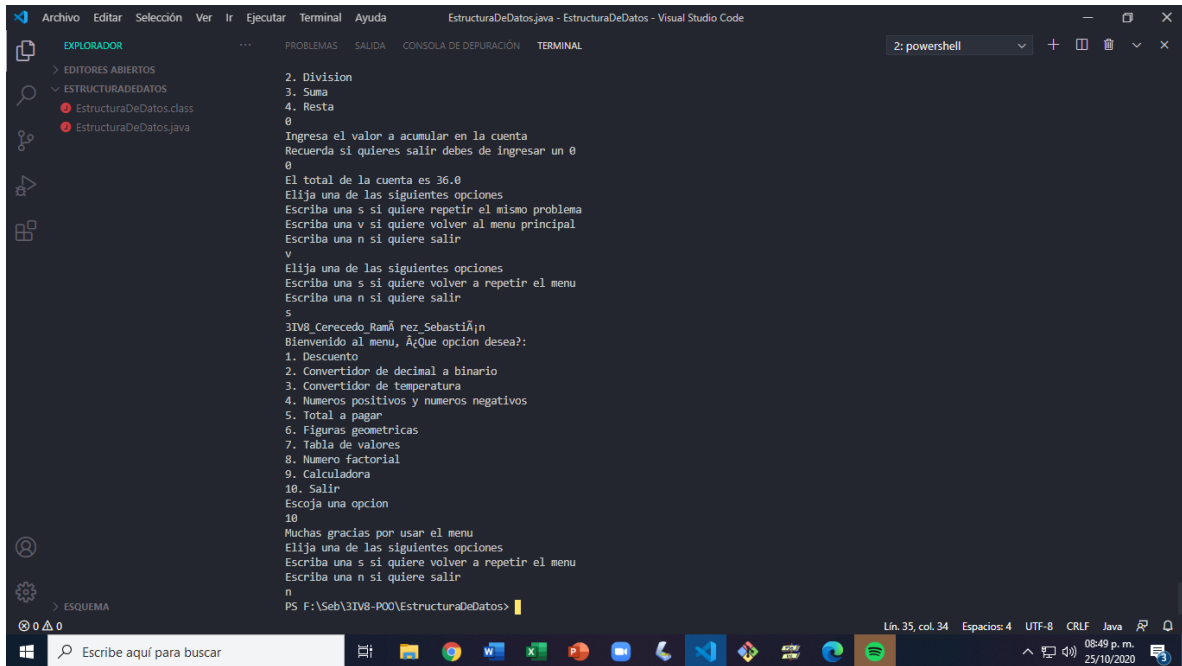 Archivo Editar Selección Ver Ir Ejecutar Terminal Ayuda EstructuraDeDatos.java - EstructuraDeDatos - Visual Studio Code
EXPLORADOR ... PROBLEMAS SALIDA CONSOLA DE DEPURACIÓN TERMINAL 2: powershell
EDITORES ABIERTOS
ESTRUCTURADEDATOS
J EstructuraDeDatos.class
J EstructuraDeDatos.java
2. Division
3. Suma
4. Resta
0
Ingresa el valor a acumular en la cuenta
Recuerda si quieres salir debes de ingresar un 0
0
El total de la cuenta es 36.0
Elija una de las siguientes opciones
Escriba una s si quiere repetir el mismo problema
Escriba una v si quiere volver al menu principal
Escriba una n si quiere salir
v
Elija una de las siguientes opciones
Escriba una s si quiere volver a repetir el menu
Escriba una n si quiere salir
s
3IV8_Cerecedo_RamÃ rez_SebastiÃ¡n
Bienvenido al menu, Â¿Que opcion desea?:
1. Descuento
2. Convertidor de decimal a binario
3. Convertidor de temperatura
4. Numeros positivos y numeros negativos
5. Total a pagar
6. Figuras geometricas
7. Tabla de valores
8. Numero factorial
9. Calculadora
10. Salir
Escoja una opcion
10
Muchas gracias por usar el menu
Elija una de las siguientes opciones
Escriba una s si quiere volver a repetir el menu
Escriba una n si quiere salir
n
PS F:\Seb\3IV8-POO\EstructuraDeDatos>
ESQUEMA
0 0 Lín. 35, col. 34 Espacios: 4 UTF-8 CRLF Java
Escribe aquí para buscar
08:49 p. m.
25/10/2020
3